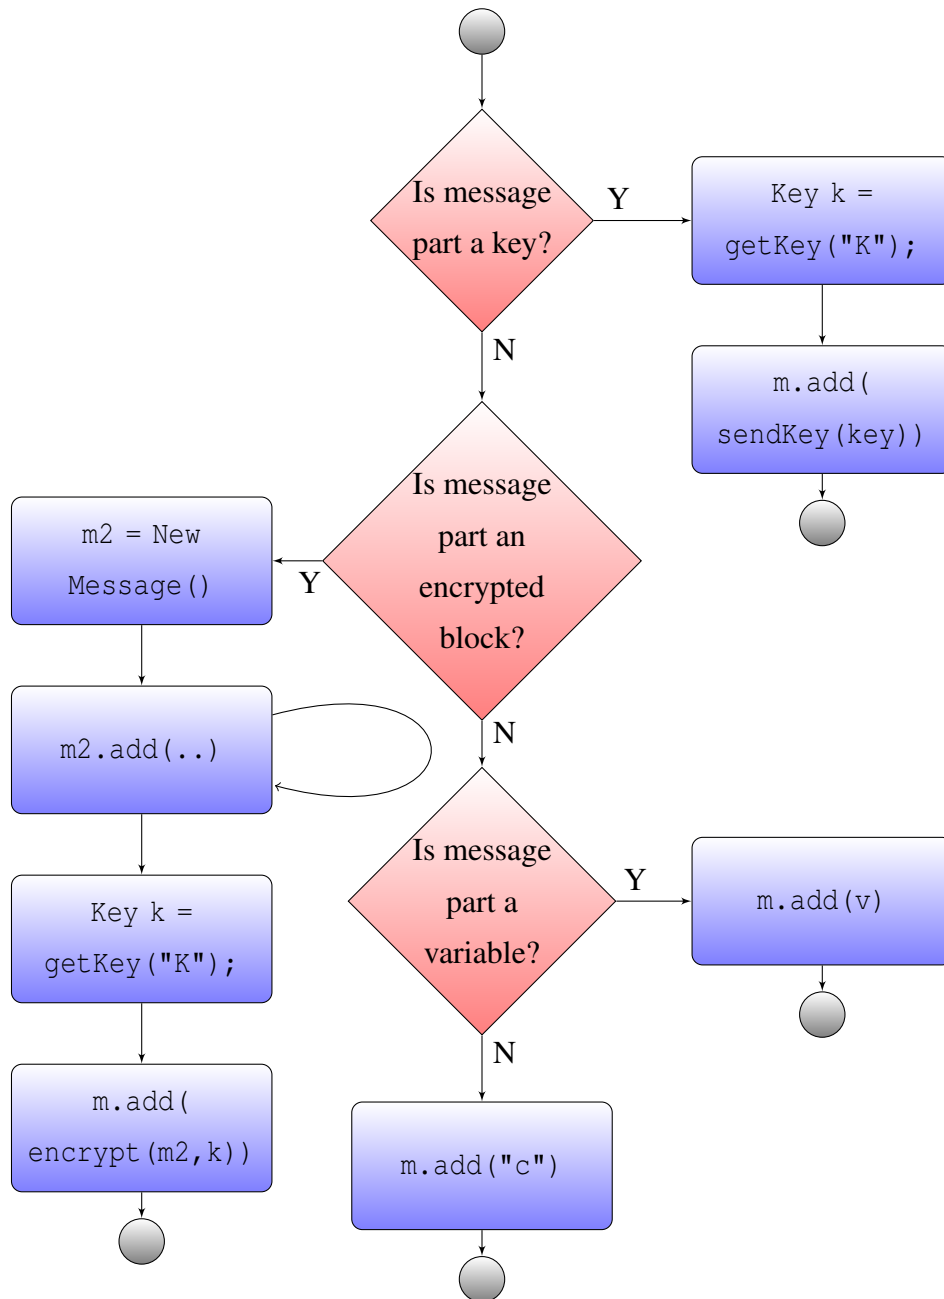 Is message
part a key?
Y
Key k =
getKey("K");
N
m.add(
sendKey(key))
Is message
part an
encrypted
block?
Y
m2 = New
Message()
N
m2.add(..)
Is message
part a
variable?
Y
m.add(v)
Key k =
getKey("K");
N
m.add(
encrypt(m2,k))
m.add("c")